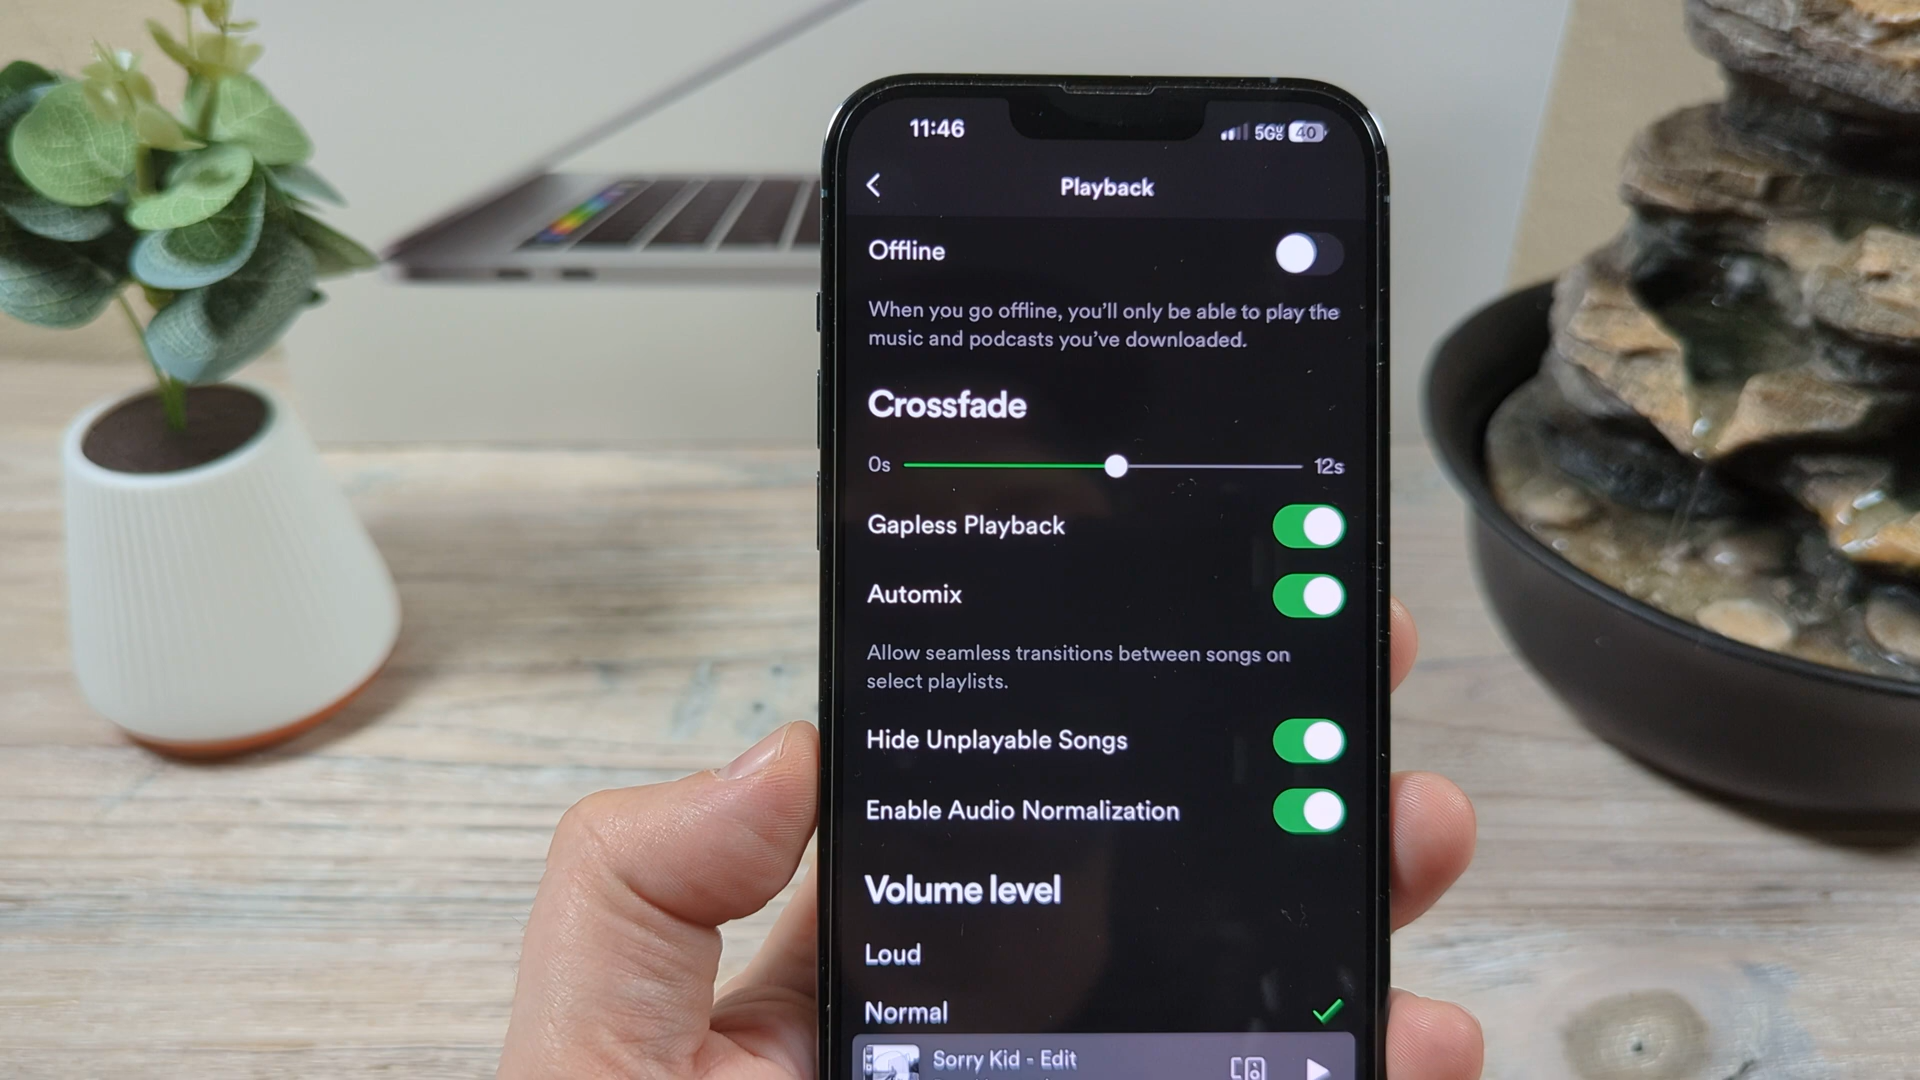 11:46 5G 40
Playback
Offline
When you go offline, you'll only be able to play the
music and podcasts you've downloaded.
Crossfade
0s 12s
Gapless Playback
Automix
Allow seamless transitions between songs on
select playlists.
Hide Unplayable Songs
Enable Audio Normalization
Volume level
Loud
Normal
Sorry Kid - Edit